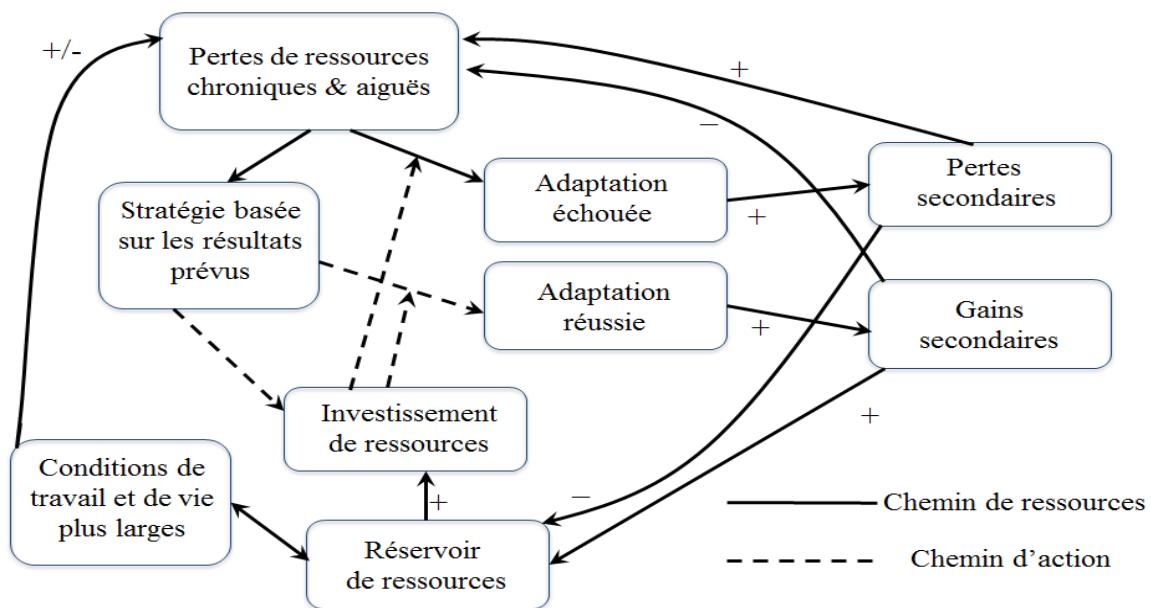 +/-
Pertes de ressources
chroniques & aiguës
+
–
Pertes
secondaires
Adaptation
échouée
+
Stratégie basée
sur les résultats
prévus
Adaptation
réussie
+
Gains
secondaires
Investissement
de ressources
+
Conditions de
travail et de vie
plus larges
+
–
Réservoir
de ressources
Chemin de ressources
Chemin d’action